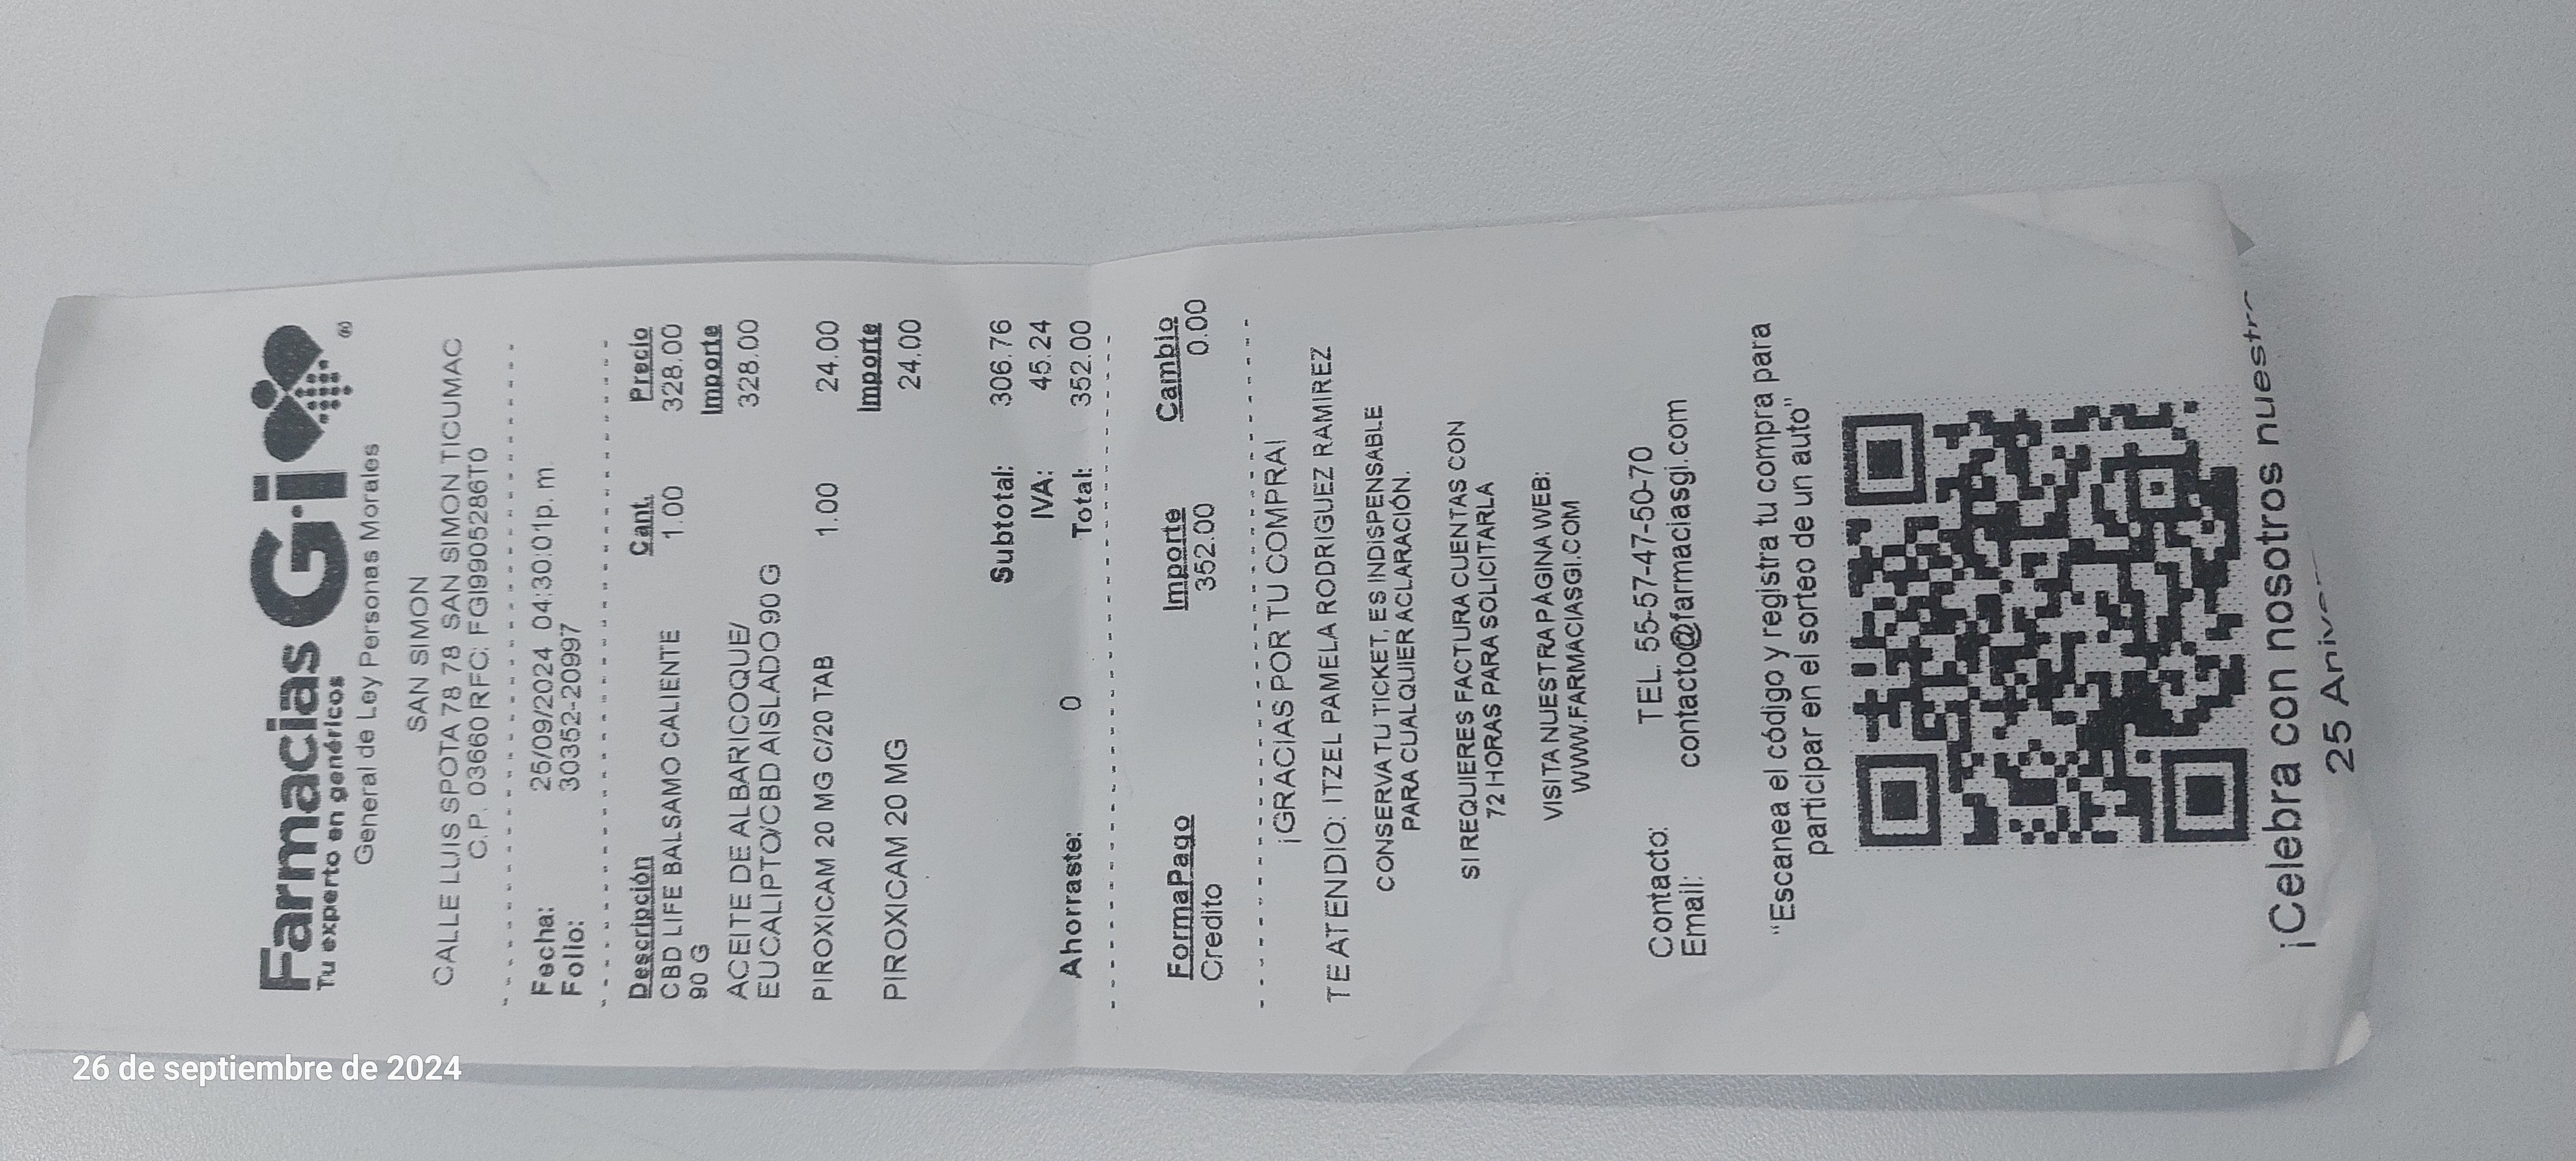 Farmacias Gi ®
Tu experto en genéricos
General de Ley Personas Morales
SAN SIMON
CALLE LUIS SPOTA 78 78 SAN SIMON TICUMAC
C.P. 03660 RFC: FGI9905286T0
Fecha: 25/09/2024 04:30:01p. m.
Folio: 30352-20997
Descripción Cant. Precio
CBD LIFE BALSAMO CALIENTE 1.00 328.00
90 G Importe
ACEITE DE ALBARICOQUE/ 328.00
EUCALIPTO/CBD AISLADO 90 G
PIROXICAM 20 MG C/20 TAB 1.00 24.00
Importe
PIROXICAM 20 MG 24.00
Subtotal: 306.76
IVA: 45.24
Ahorraste: 0 Total: 352.00
FormaPago Importe Cambio
Credito 352.00 0.00
¡GRACIAS POR TU COMPRA!
TE ATENDIO: ITZEL PAMELA RODRIGUEZ RAMIREZ
CONSERVA TU TICKET, ES INDISPENSABLE
PARA CUALQUIER ACLARACIÓN.
SI REQUIERES FACTURA CUENTAS CON
72 HORAS PARA SOLICITARLA
VISITA NUESTRA PÁGINA WEB:
WWW.FARMACIASGI.COM
Contacto: TEL. 55-57-47-50-70
Email: contacto@farmaciasgi.com
"Escanea el código y registra tu compra para
participar en el sorteo de un auto"
¡Celebra con nosotros nuestr
25 Aniv
26 de septiembre de 2024